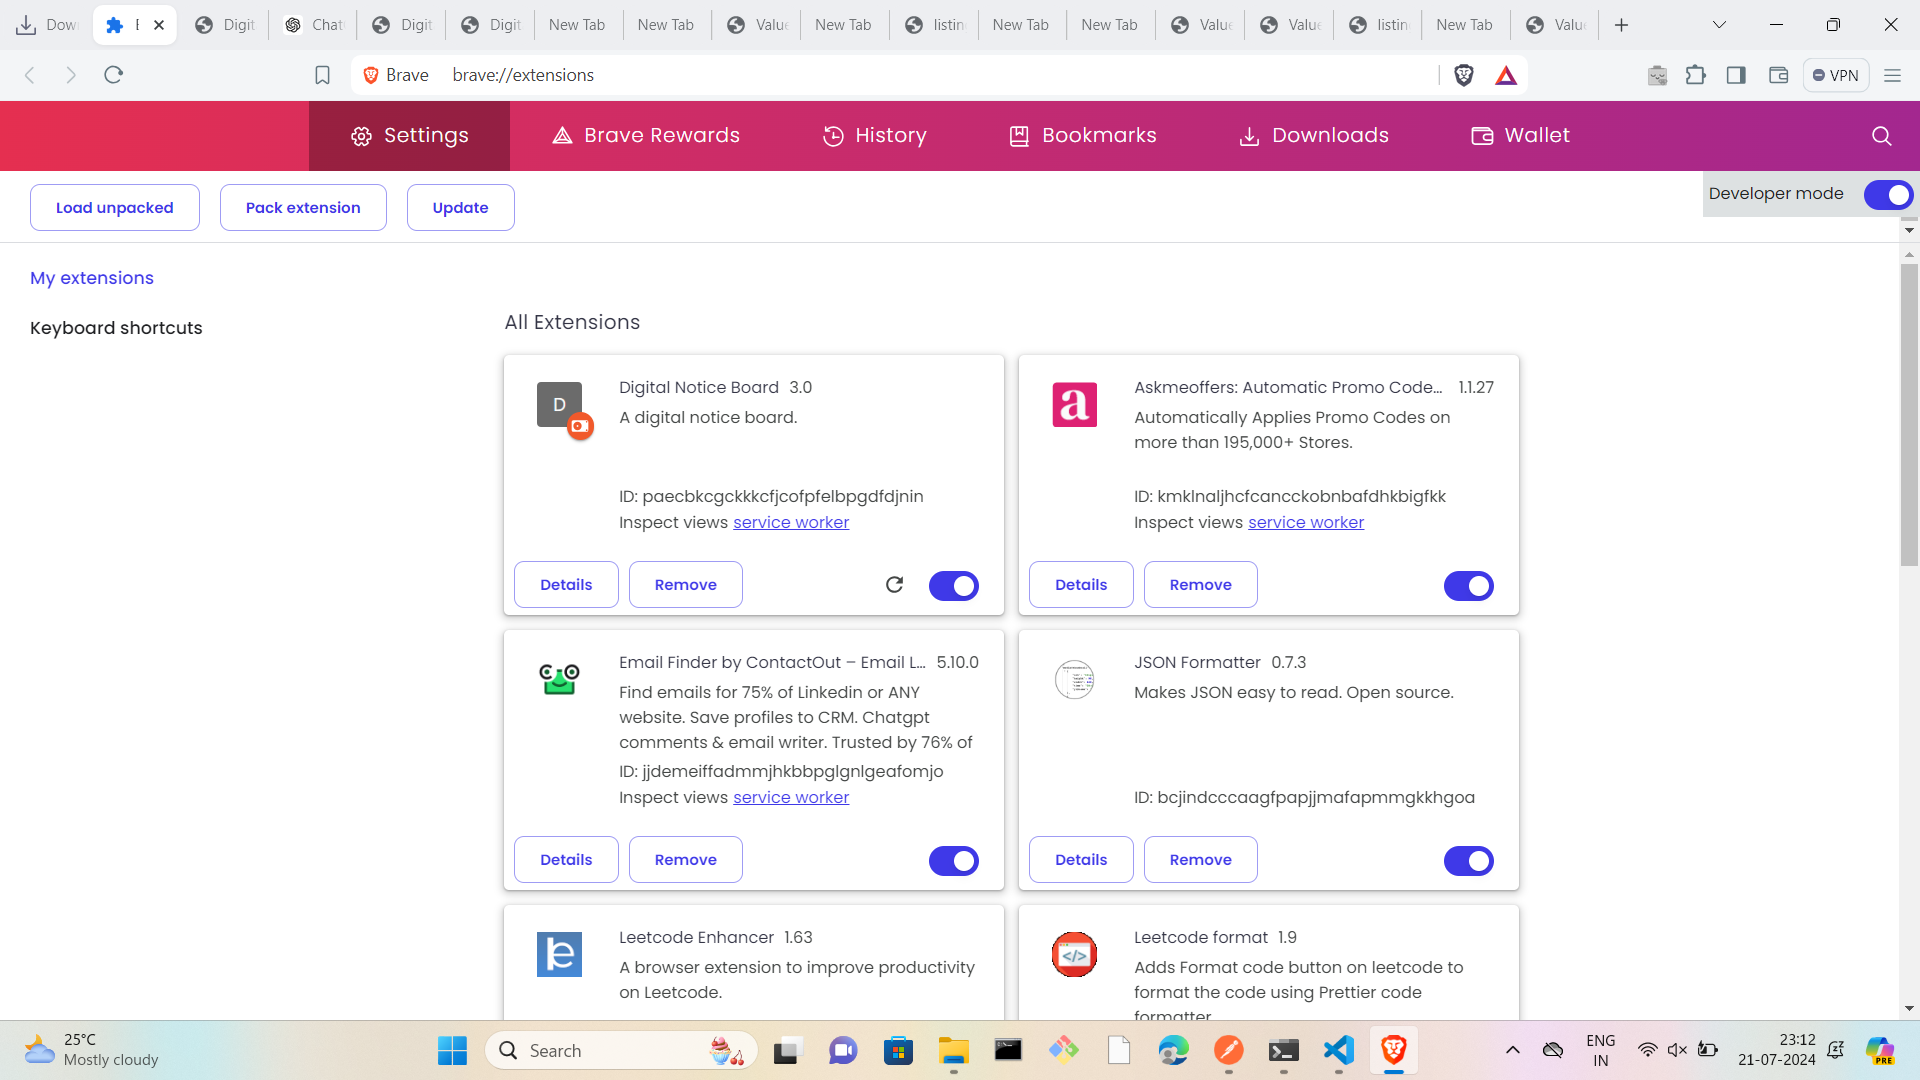 Dow
E
Digit
Chat
Digit
Digit
New Tab
New Tab
Value
New Tab
listin
New Tab
New Tab
Value
Value
listin
New Tab
Value
Brave
brave://extensions
VPN
Settings
Brave Rewards
History
Bookmarks
Downloads
Wallet
Load unpacked
Pack extension
Update
Developer mode
My extensions
Keyboard shortcuts
All Extensions
D
Digital Notice Board 3.0
A digital notice board.
ID: paecbkcgckkkcfjcofpfelbpgdfdjnin
Inspect views service worker
Details
Remove
a
Askmeoffers: Automatic Promo Code... 1.1.27
Automatically Applies Promo Codes on
more than 195,000+ Stores.
ID: kmklnaljhcfcancckobnbafdhkbigfkk
Inspect views service worker
Details
Remove
Email Finder by ContactOut – Email L... 5.10.0
Find emails for 75% of Linkedin or ANY
website. Save profiles to CRM. Chatgpt
comments & email writer. Trusted by 76% of
ID: jjdemeiffadmmjhkbbpglgnlgeafomjo
Inspect views service worker
Details
Remove
JSON Formatter 0.7.3
Makes JSON easy to read. Open source.
ID: bcjindcccaagfpapjjmafapmmgkkhgoa
Details
Remove
Leetcode Enhancer 1.63
A browser extension to improve productivity
on Leetcode.
</>
Leetcode format 1.9
Adds Format code button on leetcode to
format the code using Prettier code
formatter
25°C
Mostly cloudy
Search
ENG
IN
23:12
21-07-2024
PRE